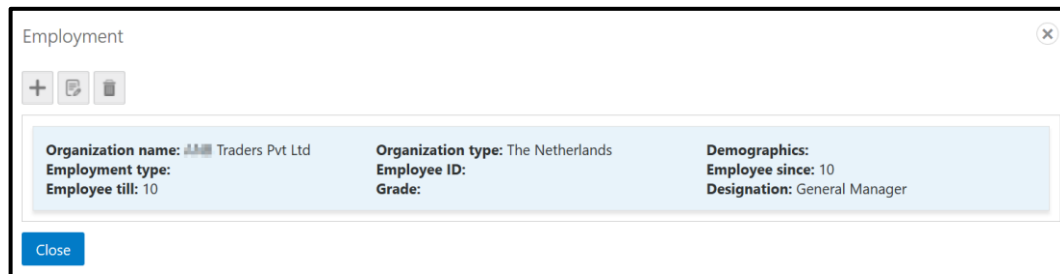 Employment
Organization name: Traders Pvt Ltd Organization type: The Netherlands Demographics:
Employment type: Employee ID: Employee since: 10
Employee till: 10 Grade: Designation: General Manager
Close